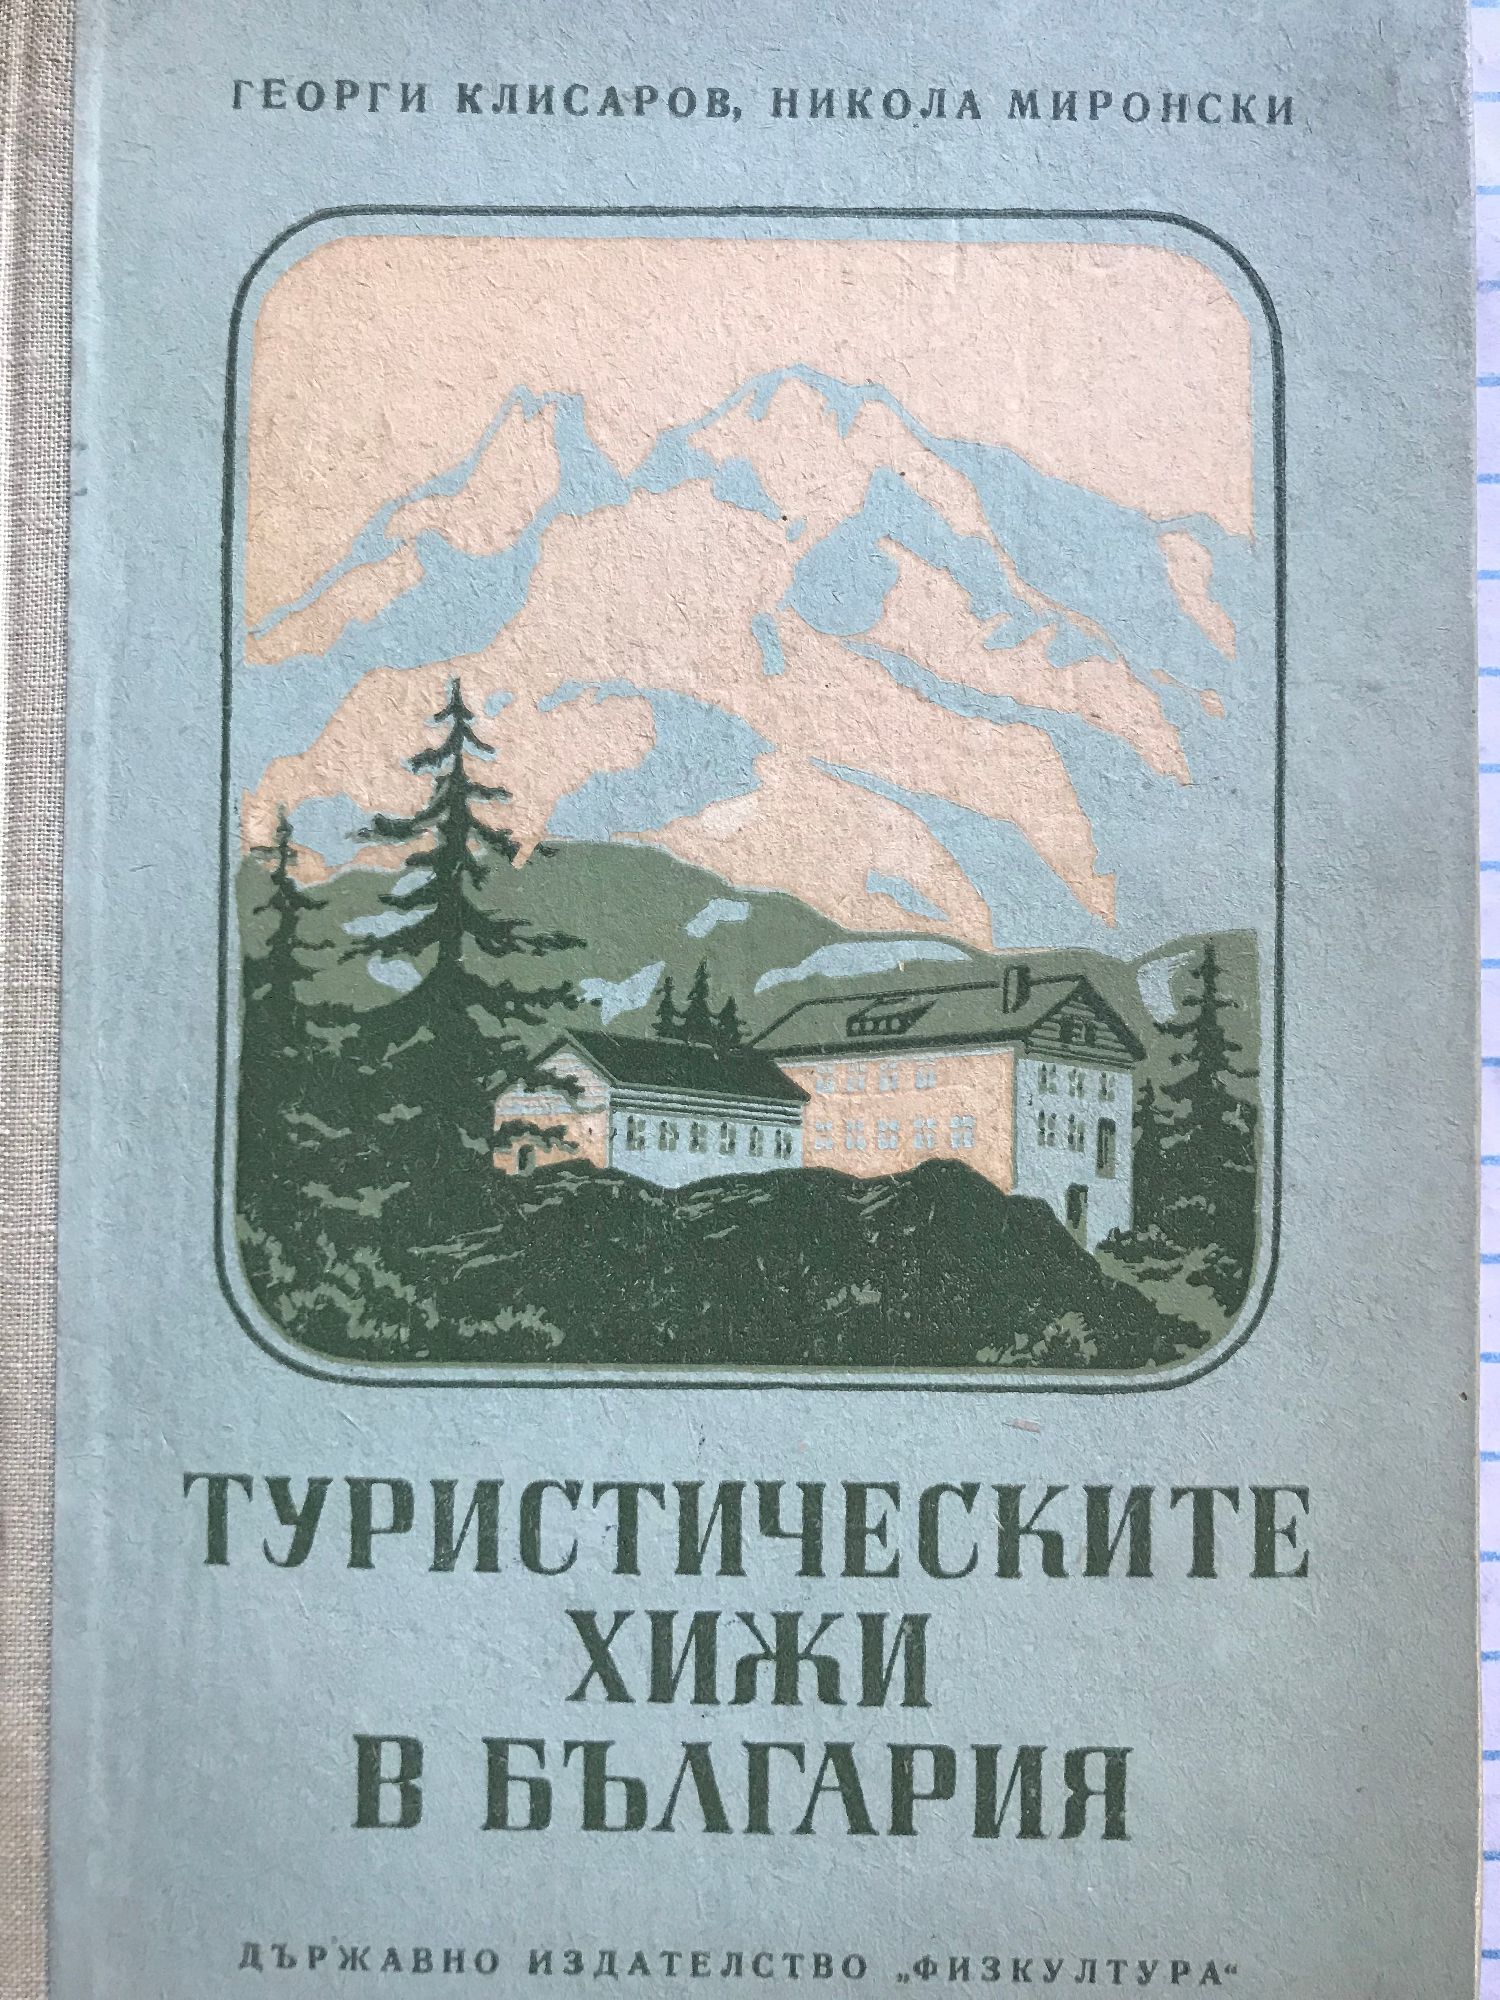 ГЕОРГИ КЛИСАРОВ, НИКОЛА МИРОНСКИ
ТУРИСТИЧЕСКИТЕ
ХИЖИ
В БЪЛГАРИЯ
ДЪРЖАВНО ИЗДАТЕЛСТВО „ФИЗКУЛТУРА“